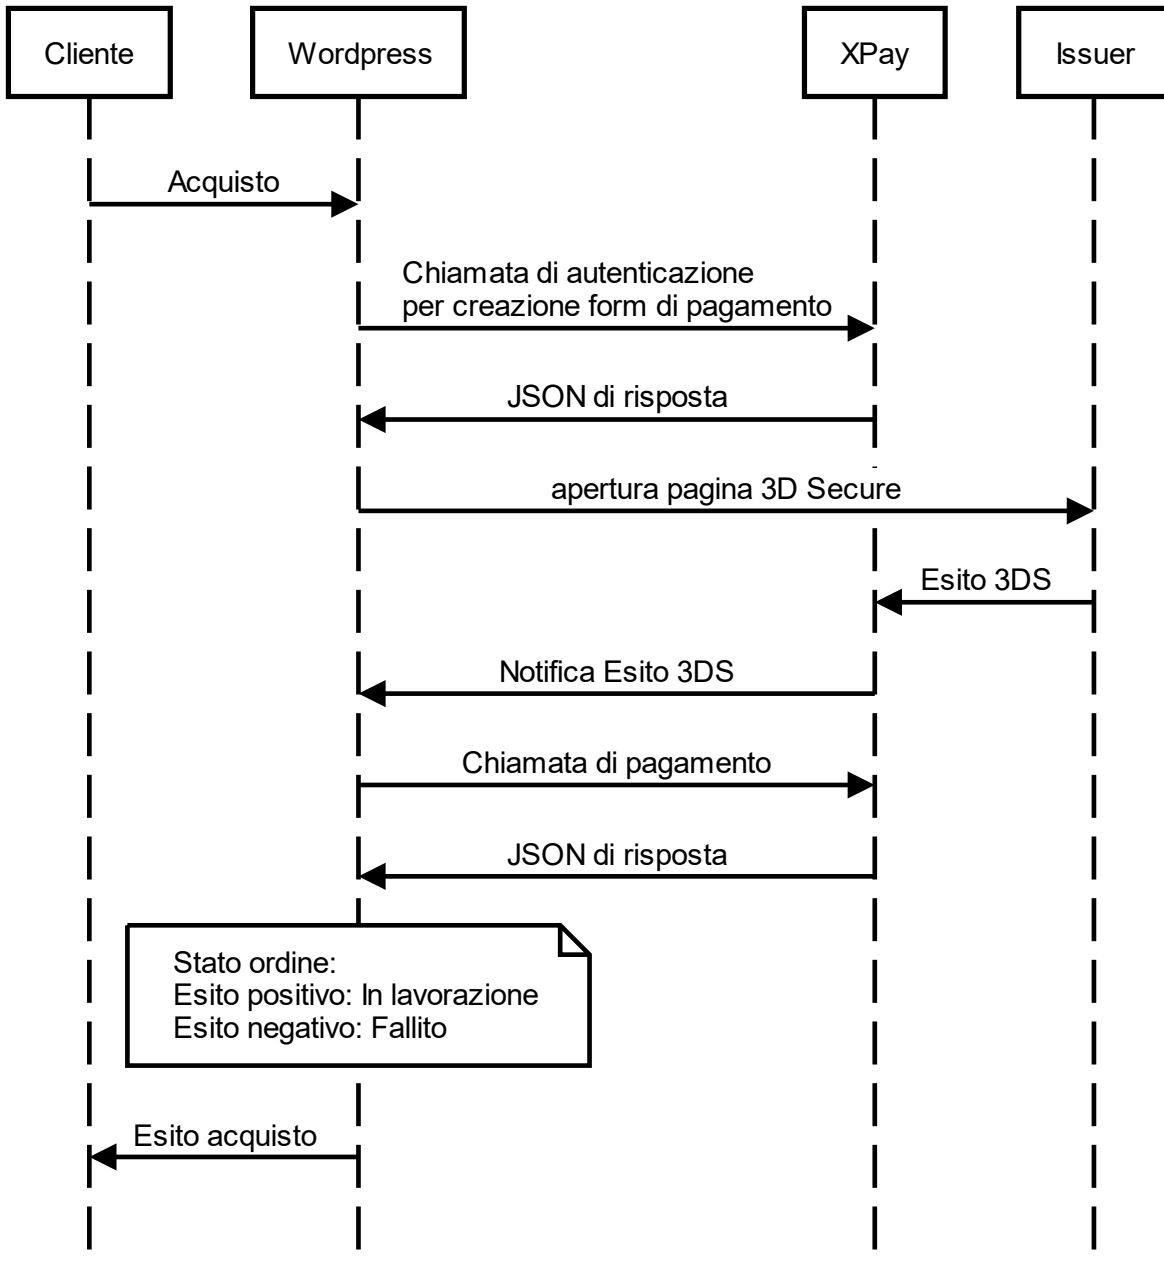 Cliente
Wordpress
XPay
Issuer
Acquisto
Chiamata di autenticazione
per creazione form di pagamento
JSON di risposta
apertura pagina 3D Secure
Esito 3DS
Notifica Esito 3DS
Chiamata di pagamento
JSON di risposta
Stato ordine:
Esito positivo: In lavorazione
Esito negativo: Fallito
Esito acquisto